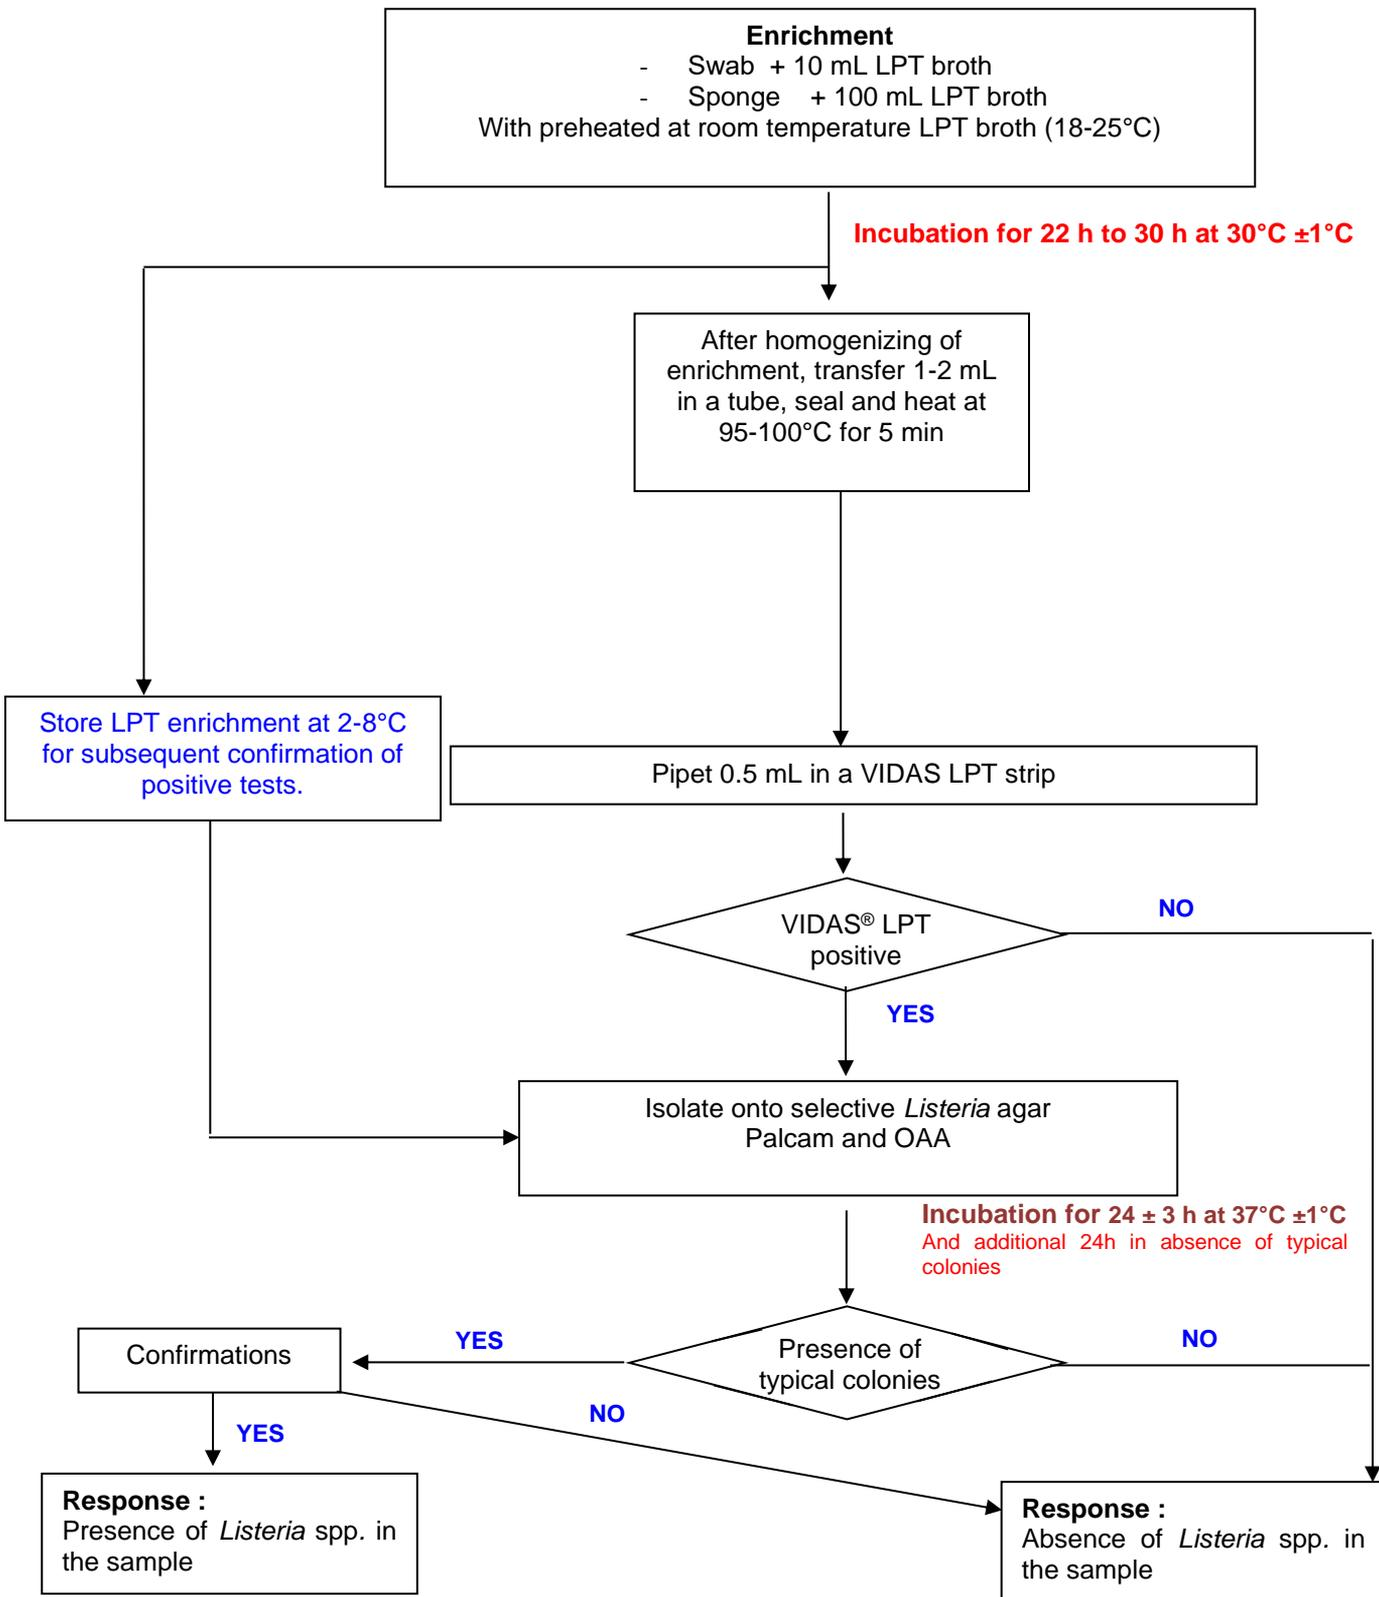 Enrichment
- Swab + 10 mL LPT broth
- Sponge + 100 mL LPT broth
With preheated at room temperature LPT broth (18-25°C)
Incubation for 22 h to 30 h at 30°C ±1°C
After homogenizing of
enrichment, transfer 1-2 mL
in a tube, seal and heat at
95-100°C for 5 min
Store LPT enrichment at 2-8°C
for subsequent confirmation of
positive tests.
Pipet 0.5 mL in a VIDAS LPT strip
VIDAS® LPT
positive
NO
YES
Isolate onto selective Listeria agar
Palcam and OAA
Incubation for 24 ± 3 h at 37°C ±1°C
And additional 24h in absence of typical
colonies
Presence of
typical colonies
YES
NO
Confirmations
NO
YES
Response :
Presence of Listeria spp. in
the sample
Response :
Absence of Listeria spp. in
the sample